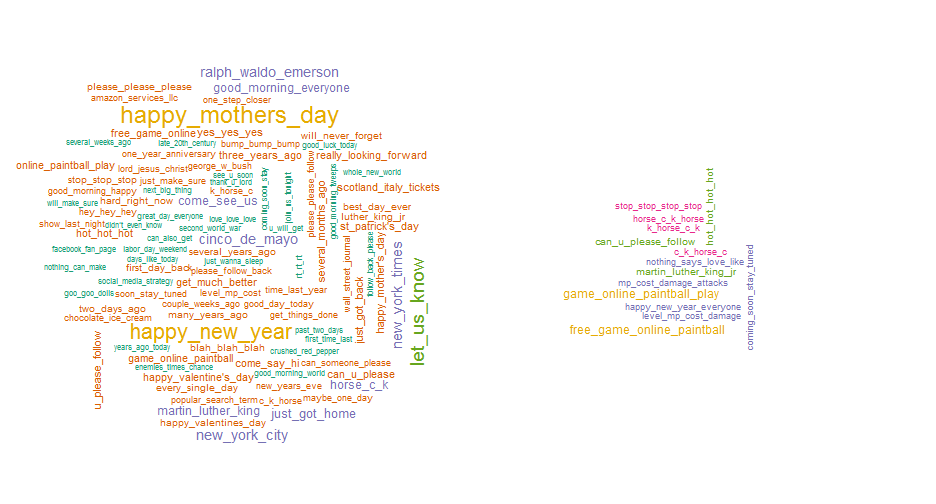 ralph_waldo_emerson
please_please_please
good_morning_everyone
amazon_services_llc
one_step_closer
happy_mothers_day
free_game_online
yes_yes_yes
will_never_forget
several_weeks_ago
late_20th_century
bump_bump_bump
good_luck_today
one_year_anniversary
three_years_ago
please_please_follow
really_looking_forward
online_paintball_play
lord_jesus_christ
george_w_bush
whole_new_world
stop_stop_stop
just_make_sure
see_u_soon
thank_u_lord
coming_soon_stay
join_us_tonight
several_months_ago
good_morning_tweeps
scotland_italy_tickets
good_morning_happy
next_big_thing
k_horse_c
will_make_sure
hard_right_now
come_see_us
best_day_ever
hey_hey_hey
great_day_everyone
love_love_love
luther_king_jr
show_last_night
didn't_even_know
second_world_war
u_will_get
st_patrick's_day
hot_hot_hot
can_also_get
cinco_de_mayo
wall_street_journal
follow_back_please
happy_mother's_day
new_york_times
facebook_fan_page
labor_day_weekend
several_years_ago
days_like_today
just_wanna_sleep
rt_rt_rt
nothing_can_make
first_day_back
please_follow_back
let_us_know
social_media_strategy
get_much_better
goo_goo_dolls
soon_stay_tuned
level_mp_cost
time_last_year
just_got_back
couple_weeks_ago
good_day_today
two_days_ago
many_years_ago
get_things_done
chocolate_ice_cream
happy_new_year
past_two_days
first_time_last
u_please_follow
years_ago_today
blah_blah_blah
crushed_red_pepper
game_online_paintball
enemies_times_chance
come_say_hi
can_someone_please
happy_valentine's_day
good_morning_world
can_u_please
every_single_day
new_years_eve
horse_c_k
popular_search_term
c_k_horse
maybe_one_day
martin_luther_king
just_got_home
happy_valentines_day
new_york_city
stop_stop_stop_stop
hot_hot_hot_hot
horse_c_k_horse
k_horse_c_k
can_u_please_follow
c_k_horse_c
nothing_says_love_like
coming_soon_stay_tuned
martin_luther_king_jr
mp_cost_damage_attacks
game_online_paintball_play
happy_new_year_everyone
level_mp_cost_damage
free_game_online_paintball